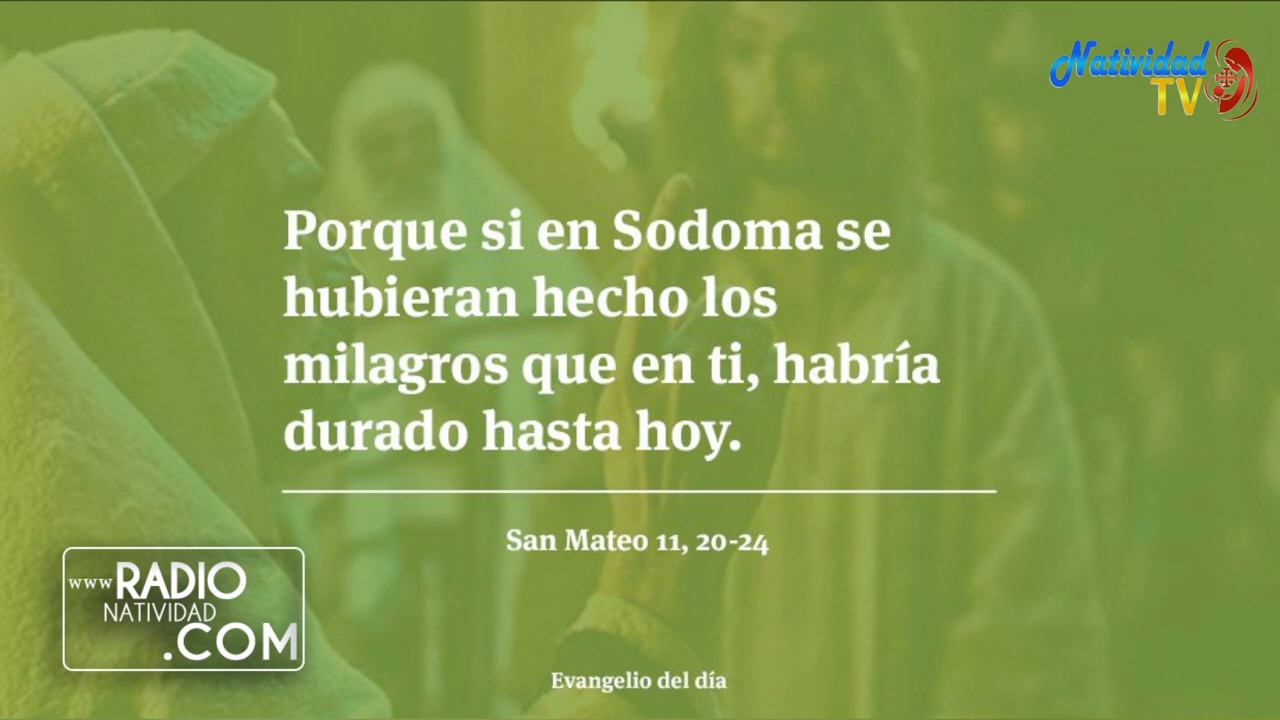 Natividad
TV
Porque si en Sodoma se
hubieran hecho los
milagros que en ti, habría
durado hasta hoy.
San Mateo 11, 20-24
www RADIO
NATIVIDAD
.COM
Evangelio del día